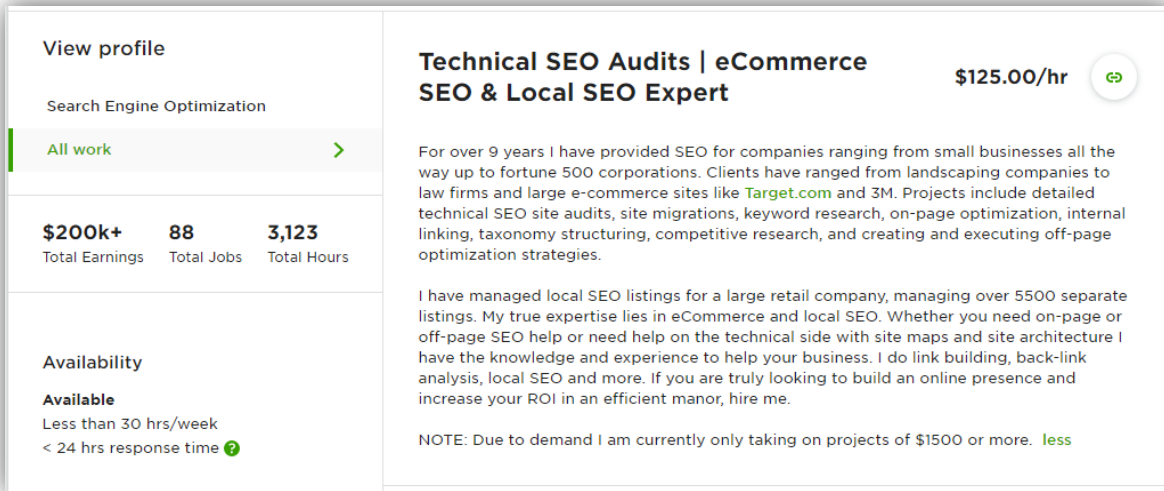 View profile
Search Engine Optimization
All work
$200k+ 88 3,123
Total Earnings Total Jobs Total Hours
Availability
Available
Less than 30 hrs/week
< 24 hrs response time ?
Technical SEO Audits | eCommerce
SEO & Local SEO Expert
$125.00/hr
For over 9 years I have provided SEO for companies ranging from small businesses all the
way up to fortune 500 corporations. Clients have ranged from landscaping companies to
law firms and large e-commerce sites like Target.com and 3M. Projects include detailed
technical SEO site audits, site migrations, keyword research, on-page optimization, internal
linking, taxonomy structuring, competitive research, and creating and executing off-page
optimization strategies.
I have managed local SEO listings for a large retail company, managing over 5500 separate
listings. My true expertise lies in eCommerce and local SEO. Whether you need on-page or
off-page SEO help or need help on the technical side with site maps and site architecture I
have the knowledge and experience to help your business. I do link building, back-link
analysis, local SEO and more. If you are truly looking to build an online presence and
increase your ROI in an efficient manor, hire me.
NOTE: Due to demand I am currently only taking on projects of $1500 or more. less